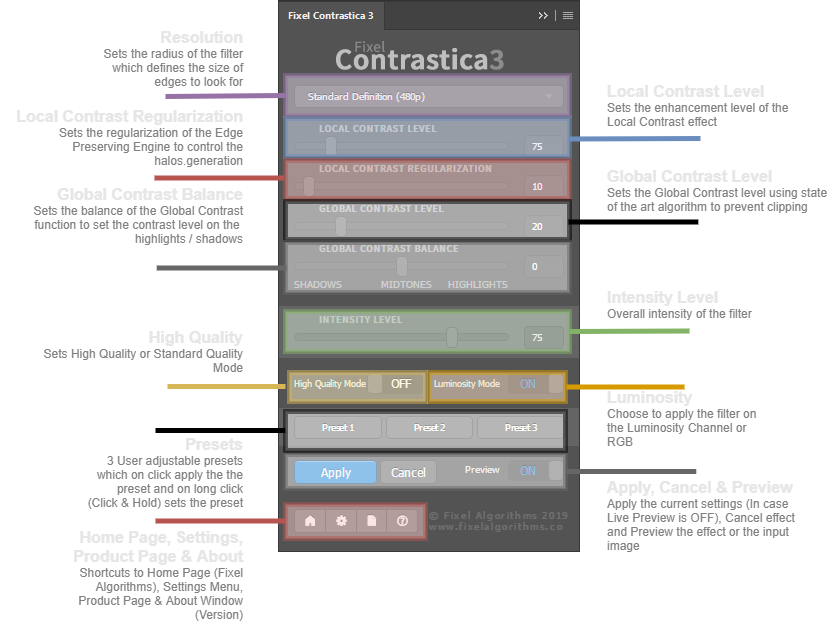 Fixel Contrastica 3
Fixel
Contrastica3
Standard Definition (480p)
LOCAL CONTRAST LEVEL
75
LOCAL CONTRAST REGULARIZATION
10
GLOBAL CONTRAST LEVEL
20
GLOBAL CONTRAST BALANCE
0
SHADOWS MIDTONES HIGHLIGHTS
INTENSITY LEVEL
75
High Quality Mode OFF Luminosity Mode ON
Preset 1 Preset 2 Preset 3
Apply Cancel Preview ON
© Fixel Algorithms 2019
www.fixelalgorithms.co
Resolution
Sets the radius of the filter
which defines the size of
edges to look for
Local Contrast Regularization
Sets the regularization of the Edge
Preserving Engine to control the
halos.generation
Global Contrast Balance
Sets the balance of the Global Contrast
function to set the contrast level on the
highlights / shadows
High Quality
Sets High Quality or Standard Quality
Mode
Presets
3 User adjustable presets
which on click apply the the
preset and on long click
(Click & Hold) sets the preset
Home Page, Settings,
Product Page & About
Shortcuts to Home Page (Fixel
Algorithms), Settings Menu,
Product Page & About Window
(Version)
Local Contrast Level
Sets the enhancement level of the
Local Contrast effect
Global Contrast Level
Sets the Global Contrast level using state
of the art algorithm to prevent clipping
Intensity Level
Overall intensity of the filter
Luminosity
Choose to apply the filter on
the Luminosity Channel or
RGB
Apply, Cancel & Preview
Apply the current settings (In case
Live Preview is OFF), Cancel effect
and Preview the effect or the input
image